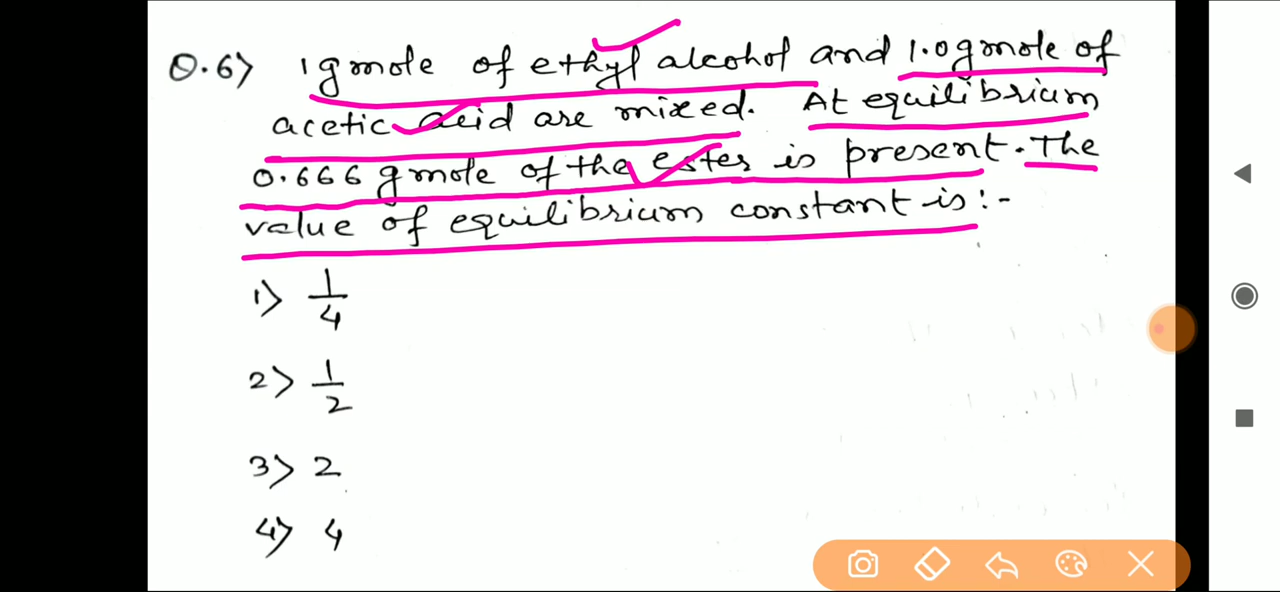 Q.6> 1 g mole of ethyl alcohol and 1.0 g mole of
acetic acid are mixed. At equilibrium
0.666 g mole of the ester is present. The
value of equilibrium constant is :-
1> 1/4
2> 1/2
3> 2
4> 4